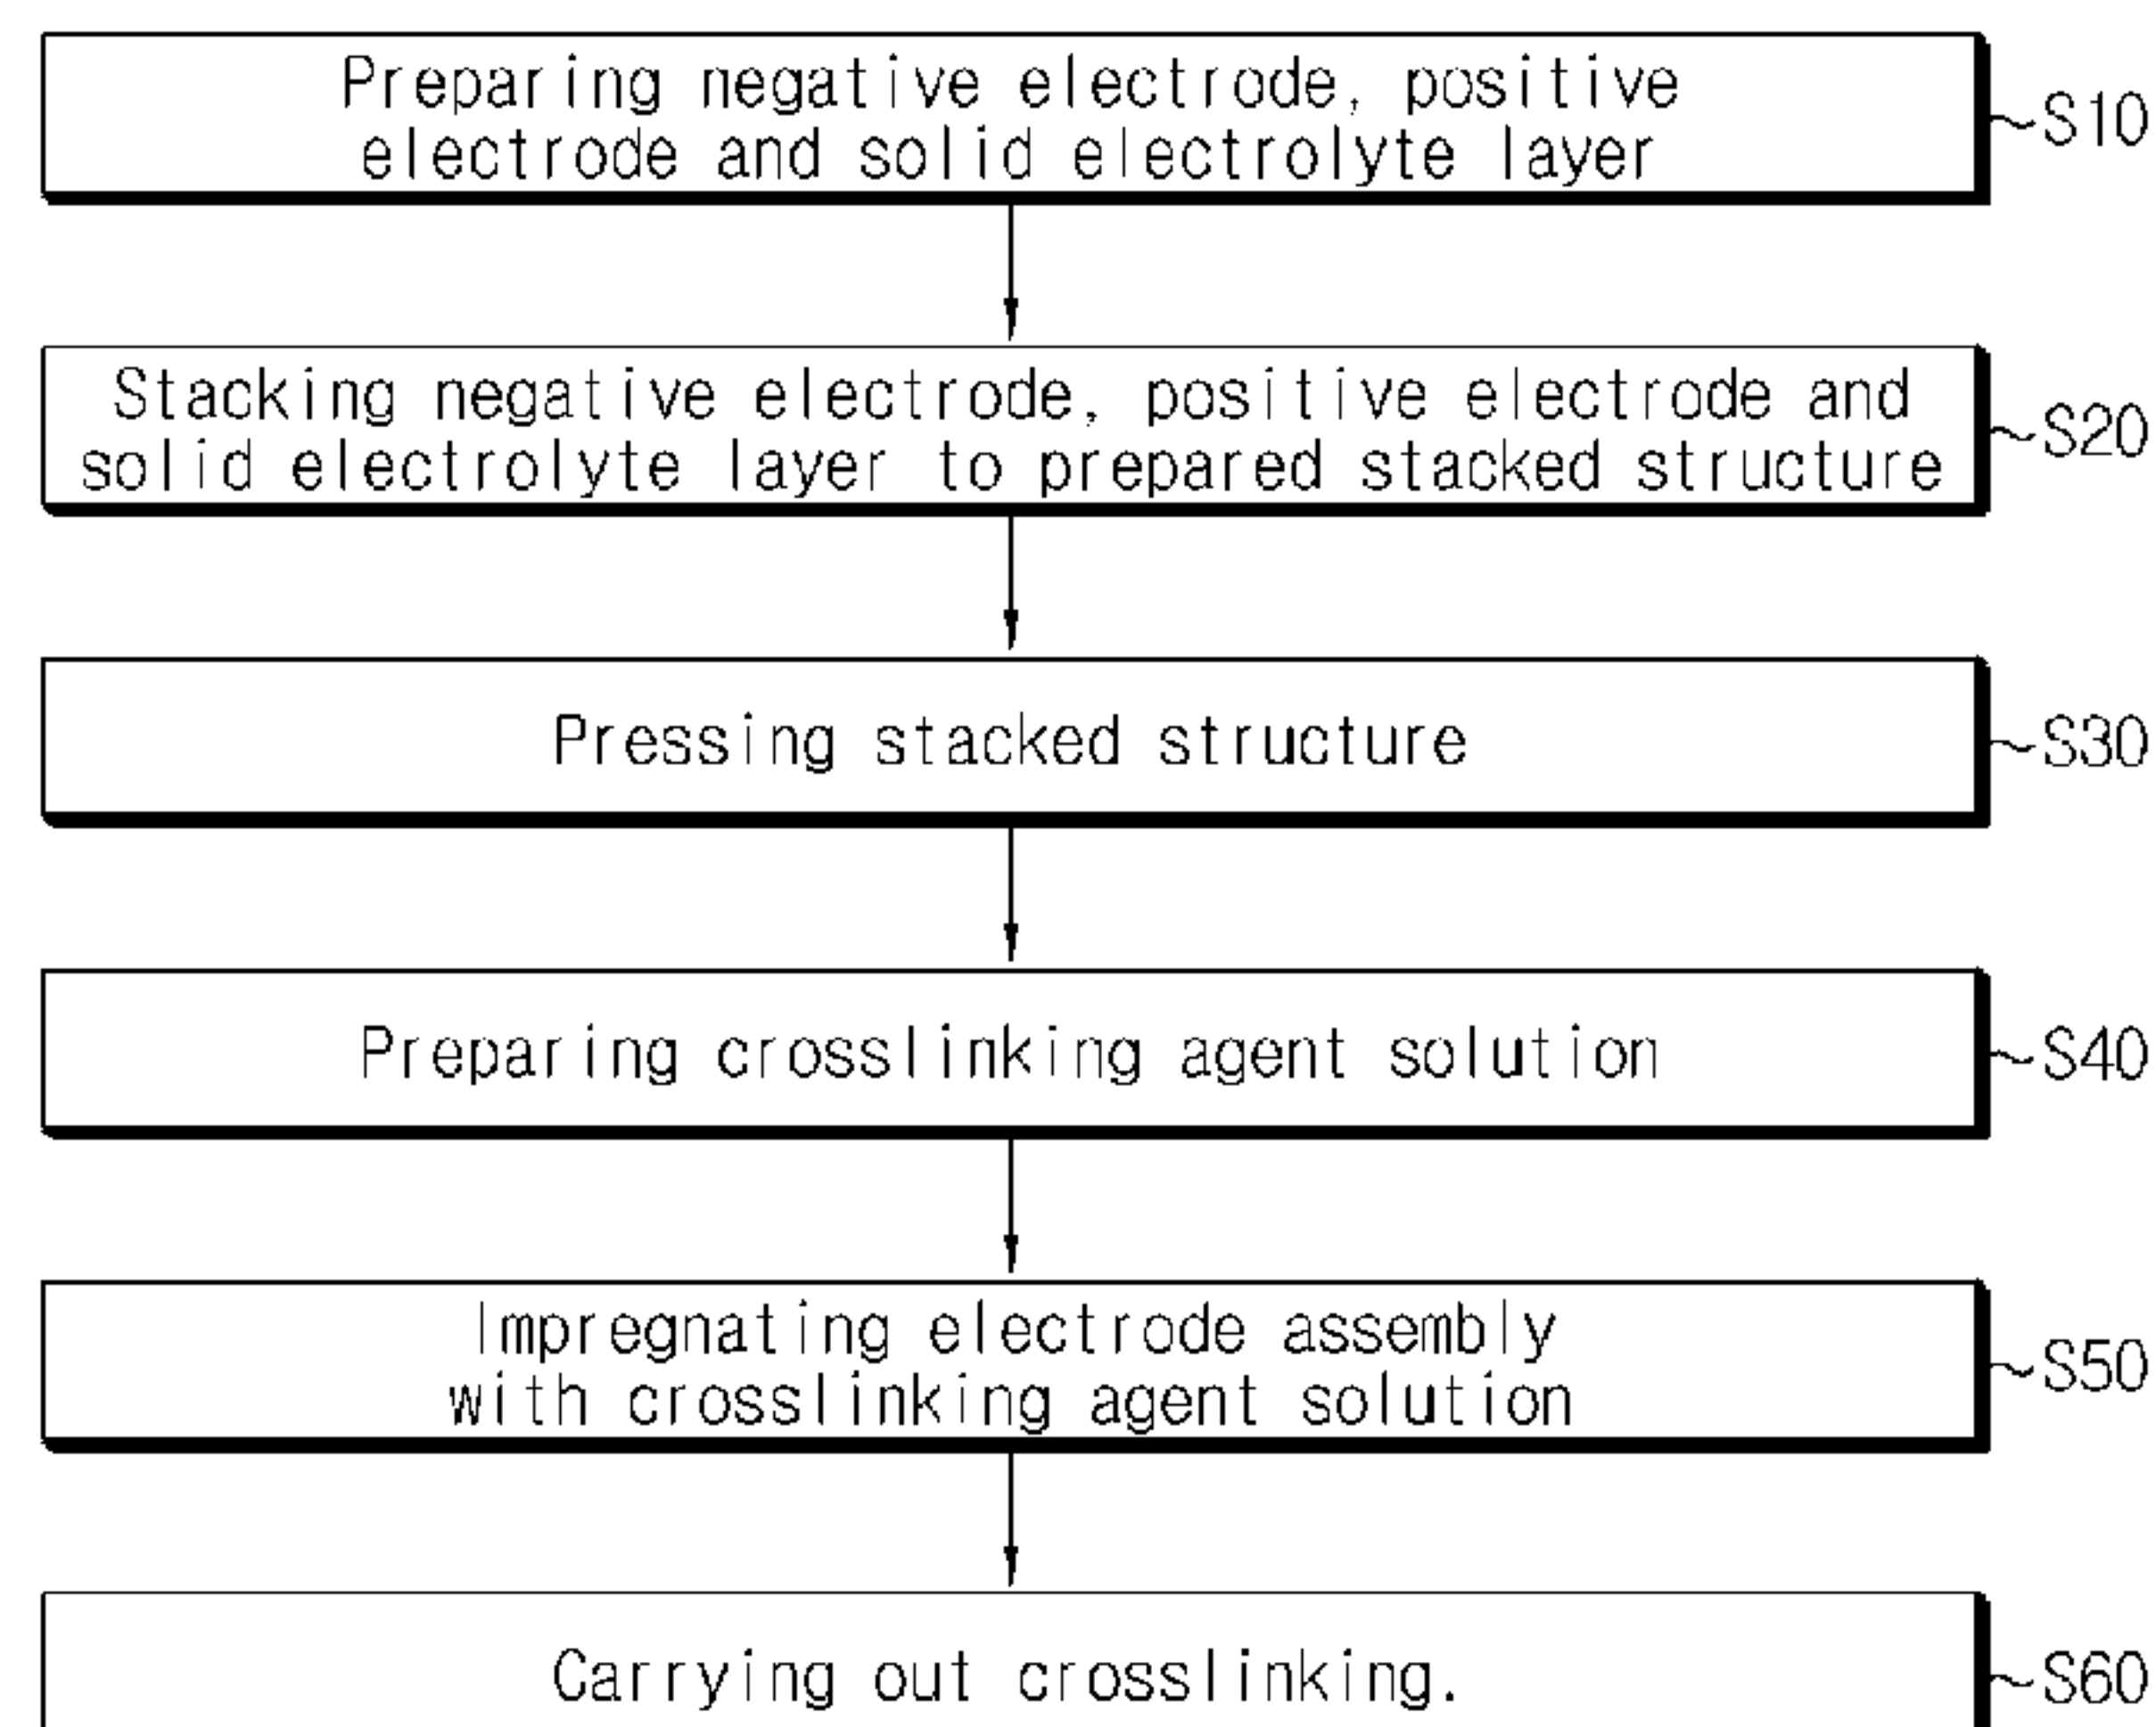 Preparing negative electrode, positive
electrode and solid electrolyte layer
S10
Stacking negative electrode, positive electrode and
solid electrolyte layer to prepared stacked structure
S20
Pressing stacked structure
S30
Preparing crosslinking agent solution
S40
Impregnating electrode assembly
with crosslinking agent solution
S50
Carrying out crosslinking.
S60